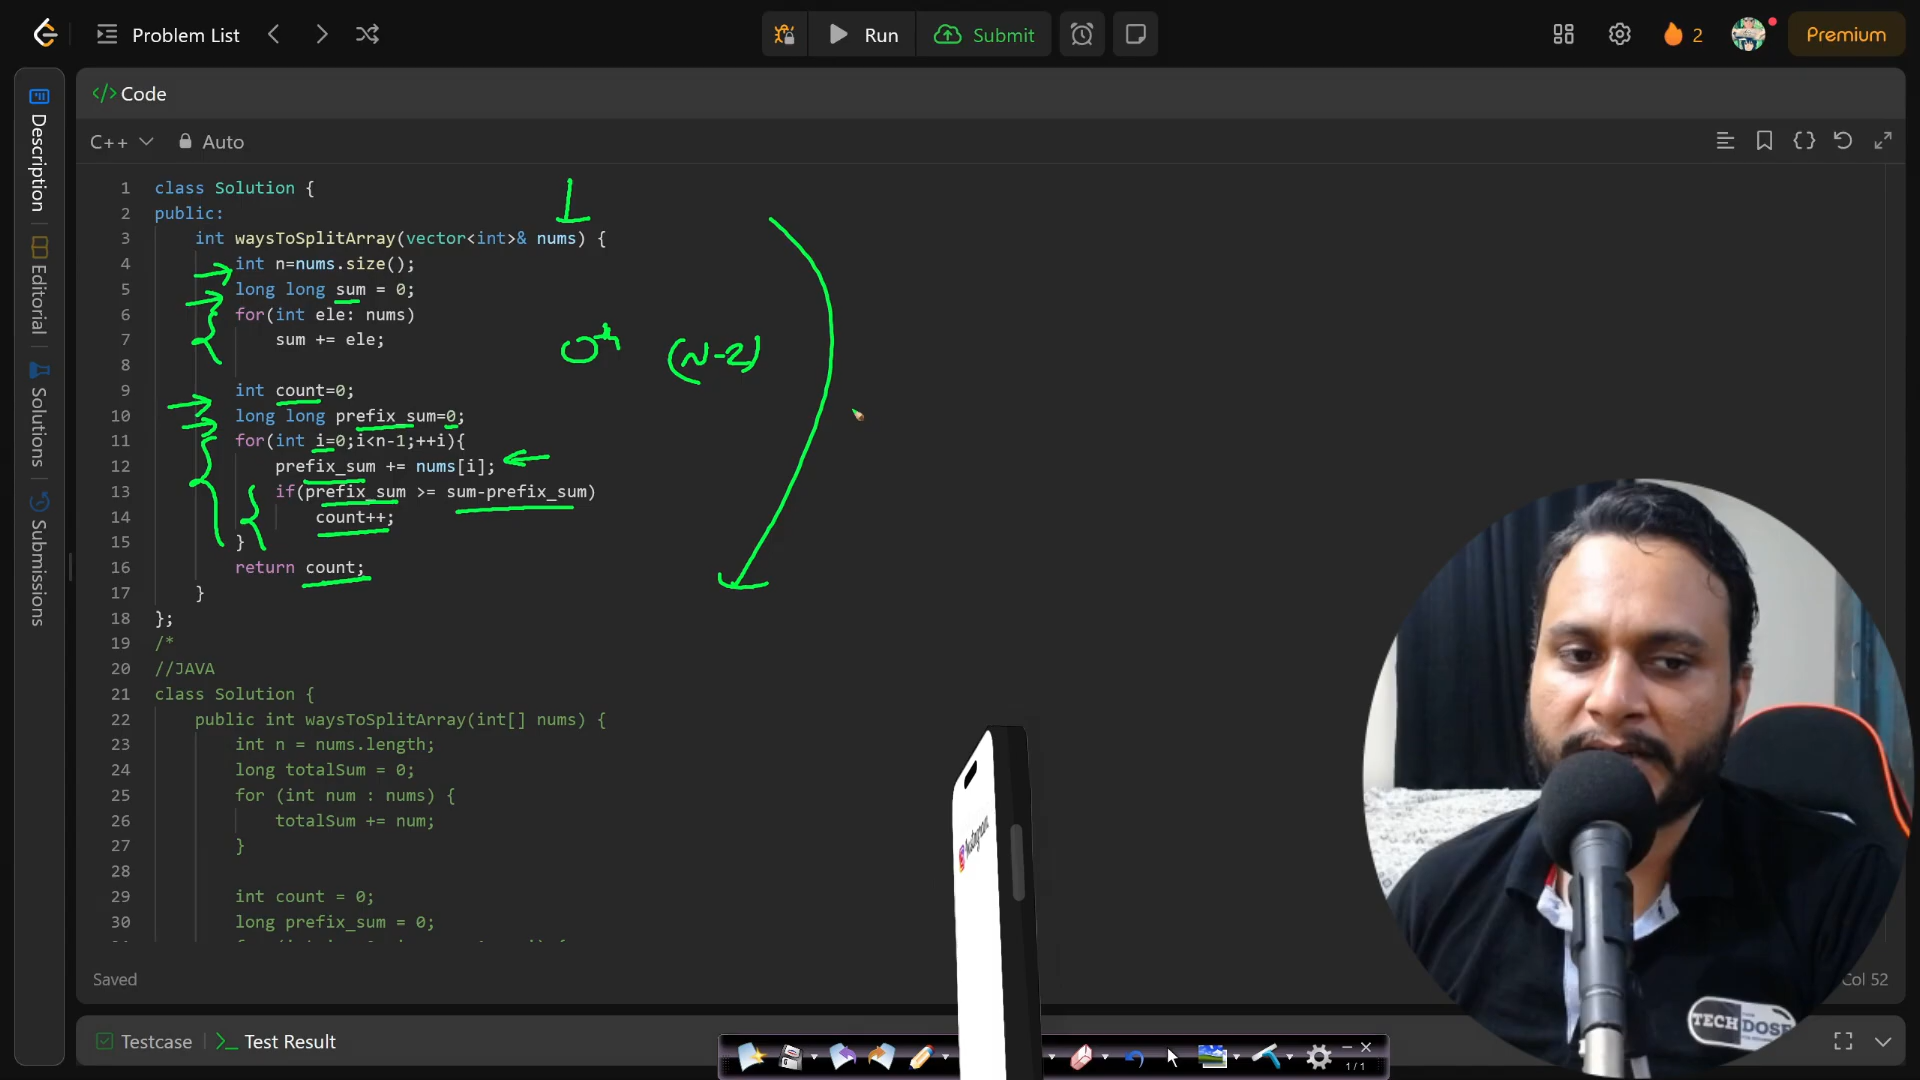 Problem List
Run
Submit
2
Premium
Description
Editorial
Solutions
Submissions
</> Code
C++
Auto
1 class Solution {
2 public:
3 int waysToSplitArray(vector<int>& nums) {
4 int n=nums.size();
5 long long sum = 0;
6 for(int ele: nums)
7 sum += ele;
8
9 int count=0;
10 long long prefix_sum=0;
11 for(int i=0;i<n-1;++i){
12 prefix_sum += nums[i];
13 if(prefix_sum >= sum-prefix_sum)
14 count++;
15 }
16 return count;
17 }
18 };
19 /*
20 //JAVA
21 class Solution {
22 public int waysToSplitArray(int[] nums) {
23 int n = nums.length;
24 long totalSum = 0;
25 for (int num : nums) {
26 totalSum += num;
27 }
28
29 int count = 0;
30 long prefix_sum = 0;
0th (N-2)
Instagram
TECH DOSE
Saved
Col 52
Testcase
>_ Test Result
1/1